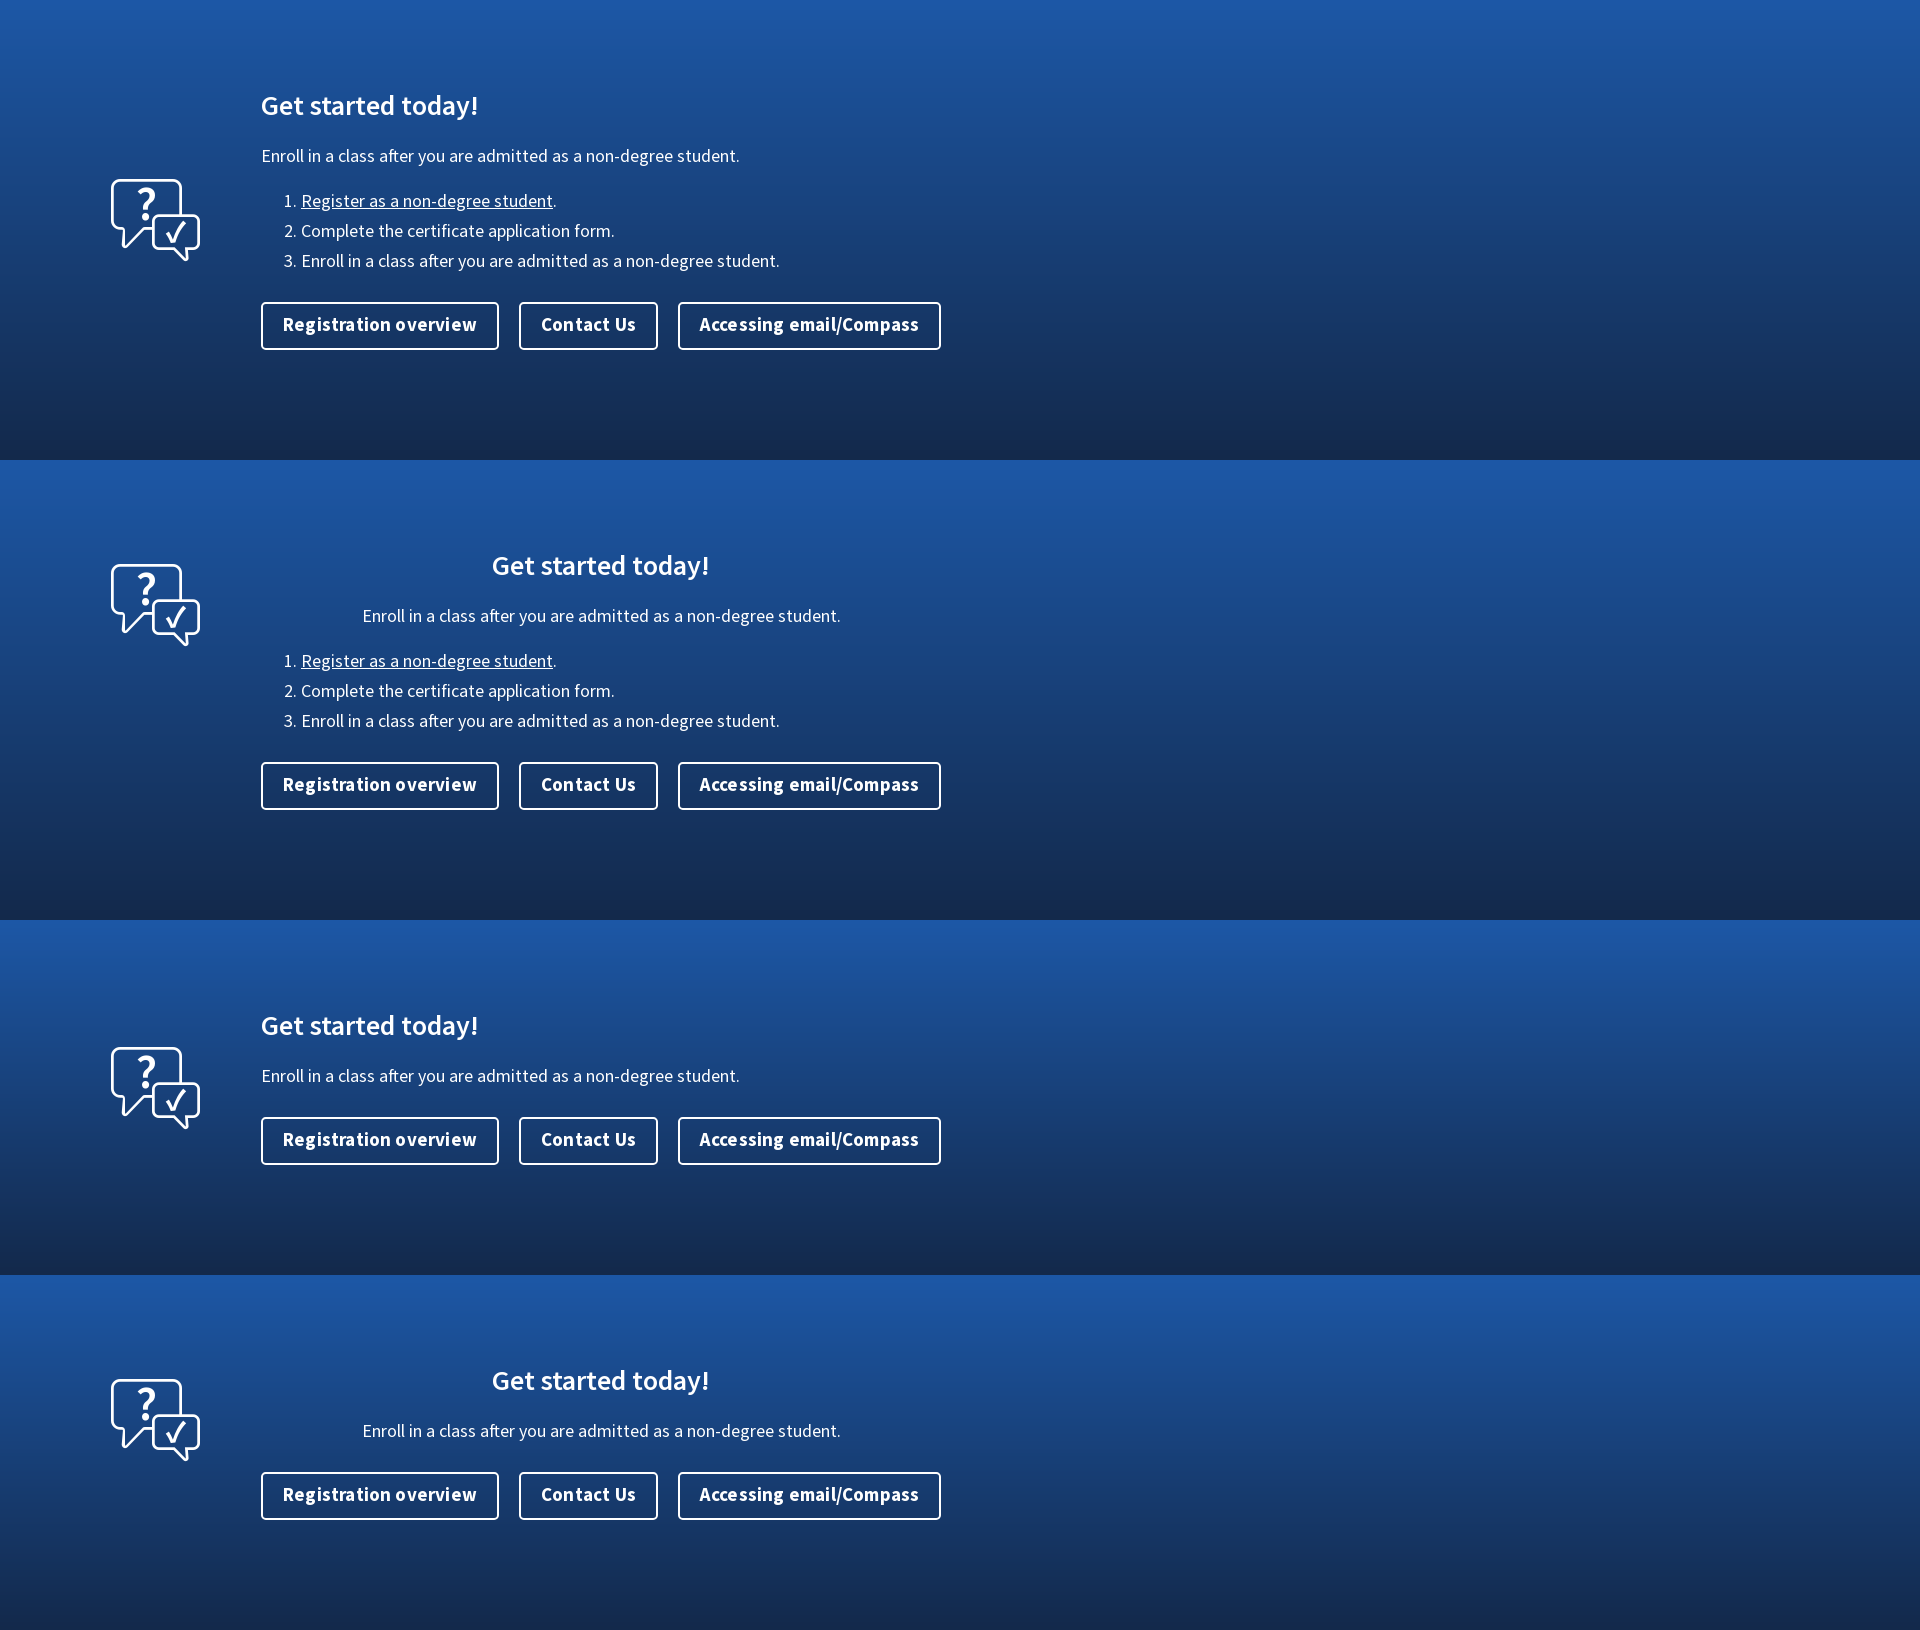 Get started today!
Enroll in a class after you are admitted as a non-degree student.
1. Register as a non-degree student.
2. Complete the certificate application form.
3. Enroll in a class after you are admitted as a non-degree student.
Registration overview Contact Us Accessing email/Compass
Get started today!
Enroll in a class after you are admitted as a non-degree student.
1. Register as a non-degree student.
2. Complete the certificate application form.
3. Enroll in a class after you are admitted as a non-degree student.
Registration overview Contact Us Accessing email/Compass
Get started today!
Enroll in a class after you are admitted as a non-degree student.
Registration overview Contact Us Accessing email/Compass
Get started today!
Enroll in a class after you are admitted as a non-degree student.
Registration overview Contact Us Accessing email/Compass